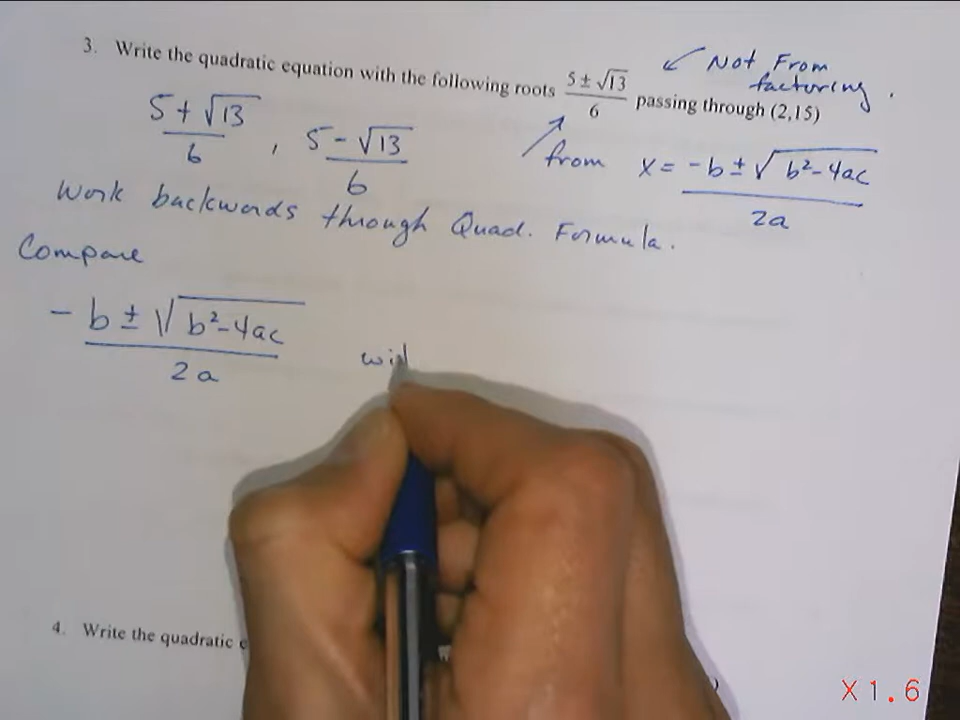 3. Write the quadratic equation with the following roots (5 ± √13)/6 passing through (2,15)
↙ Not From factoring.
(5 + √13)/6 , (5 - √13)/6
↗ from x = (-b ± √(b²-4ac))/2a
Work backwards through Quad. Formula.
Compare
(-b ± √(b²-4ac))/2a
4. Write the quadratic
X1.6